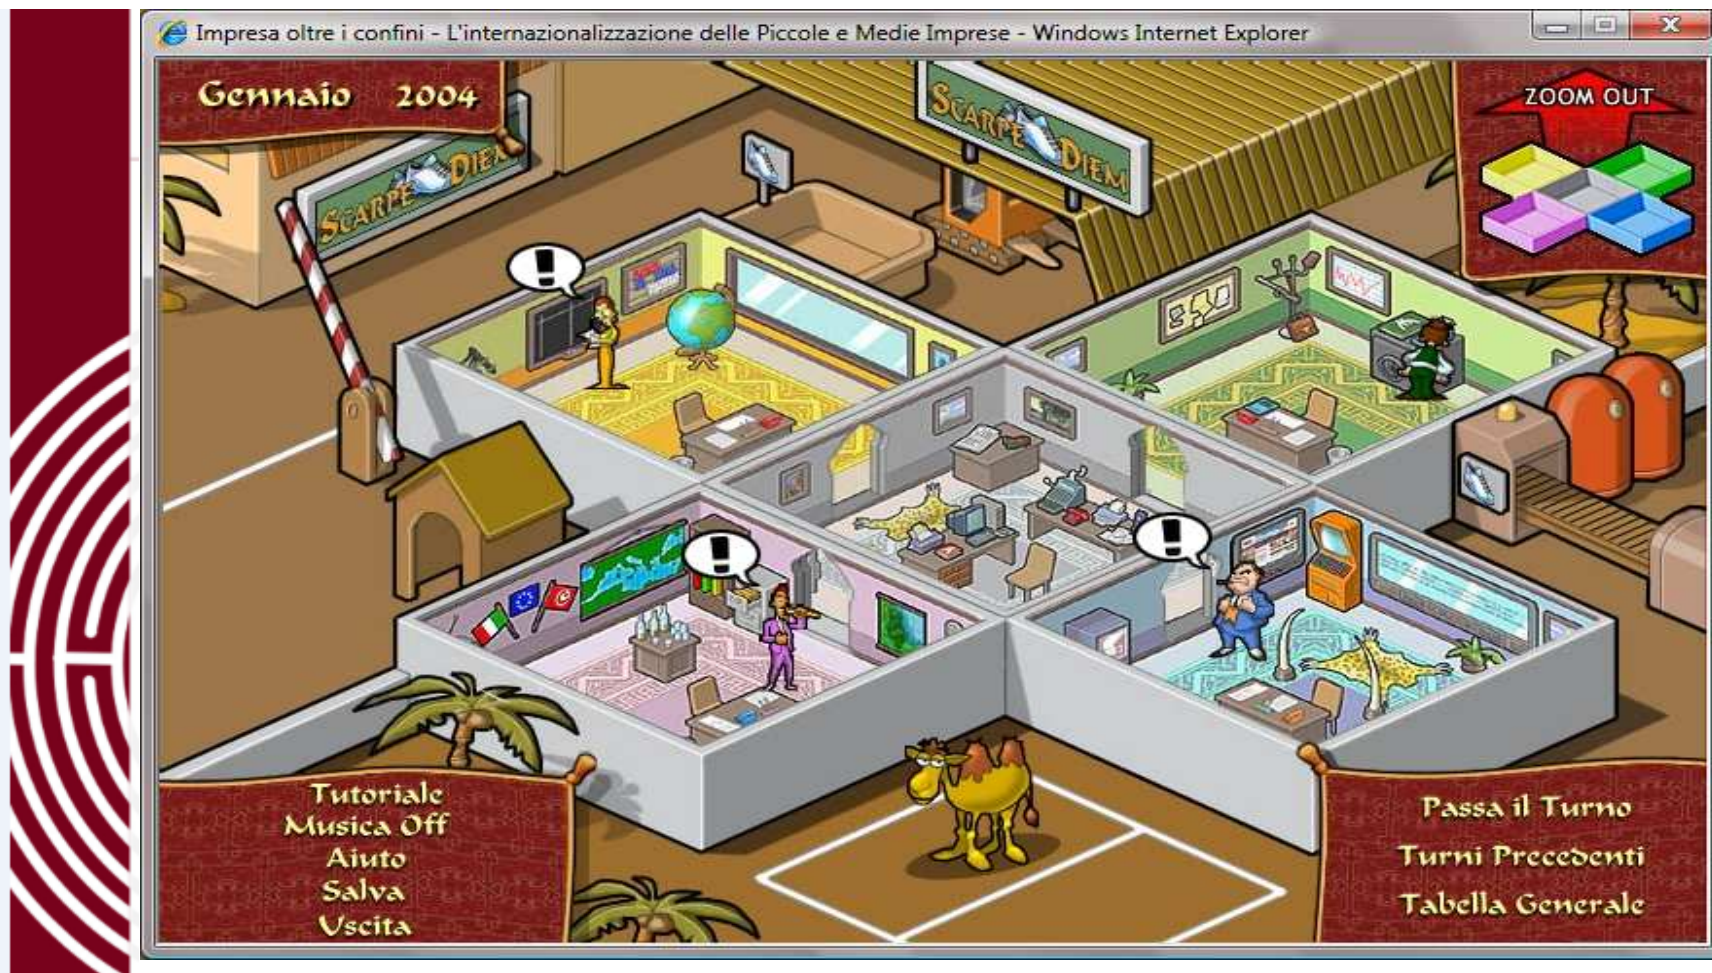 Impresa oltre i confini - L'internazionalizzazione delle Piccole e Medie Imprese - Windows Internet Explorer
Gennaio 2004
ZOOM OUT
SCARPE DIEM
SCARPE DIEM
!
!
!
Tutoriale
Musica Off
Aiuto
Salva
Uscita
Passa il Turno
Turni Precedenti
Tabella Generale